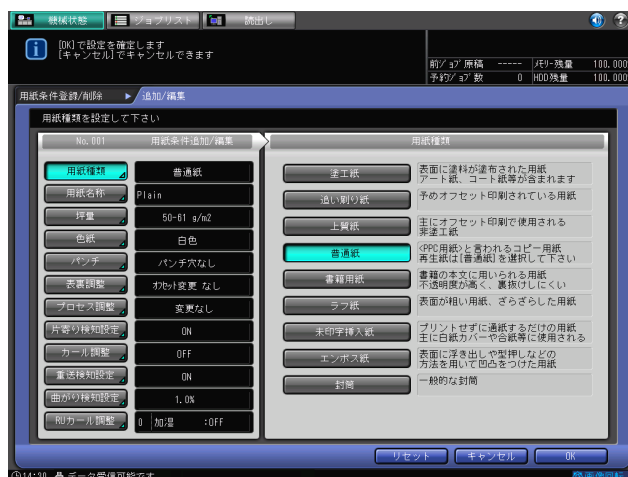 機械状態 ジョブリスト 読出し
[OK]で設定を確定します
[キャンセル]でキャンセルできます
前ジョブ原稿 ----- メモリー残量 100.000
予約ジョブ数 0 HDD残量 100.000
用紙条件登録/削除 追加/編集
用紙種類を設定して下さい
No.001 用紙条件追加/編集
用紙種類 普通紙
用紙名称 Plain
坪量 50-61 g/m2
色紙 白色
パンチ パンチ穴なし
表裏調整 オフセット変更 なし
プロセス調整 変更なし
片寄り検知設定 ON
カール調整 OFF
重送検知設定 ON
曲がり検知設定 1.0%
RUカール調整 0 加湿 :OFF
用紙種類
塗工紙 表面に塗料が塗布された用紙
アート紙、コート紙等が含まれます
追い刷り紙 予めオフセット印刷されている用紙
上質紙 主にオフセット印刷で使用される
非塗工紙
普通紙 <PPC用紙>と言われるコピー用紙
再生紙は[普通紙]を選択して下さい
書籍用紙 書籍の本文に用いられる用紙
不透明度が高く、裏抜けしにくい
ラフ紙 表面が粗い用紙、ざらざらした用紙
未印字挿入紙 プリントせずに通紙するだけの用紙
主に白紙カバーや合紙等に使用される
エンボス紙 表面に浮き出しや型押しなどの
方法を用いて凹凸をつけた用紙
封筒 一般的な封筒
リセット キャンセル OK
14:30 データ受信可能です 画像回転